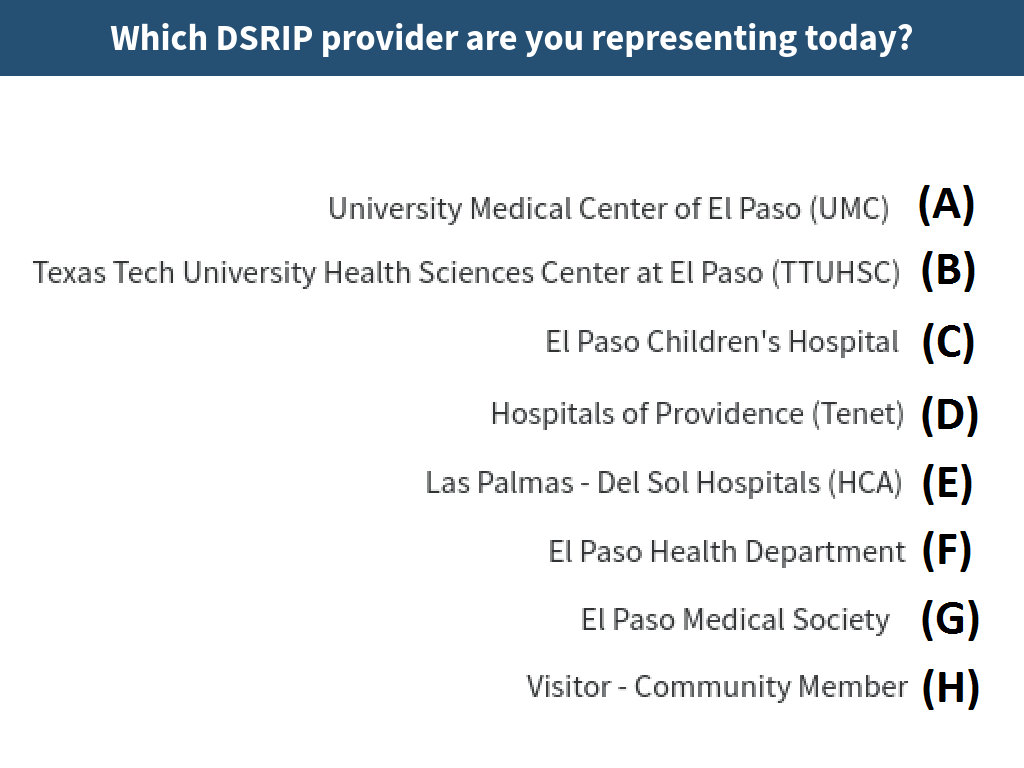 Which DSRIP provider are you representing today?
University Medical Center of El Paso (UMC) (A)
Texas Tech University Health Sciences Center at El Paso (TTUHSC) (B)
El Paso Children's Hospital (C)
Hospitals of Providence (Tenet) (D)
Las Palmas - Del Sol Hospitals (HCA) (E)
El Paso Health Department (F)
El Paso Medical Society (G)
Visitor - Community Member (H)